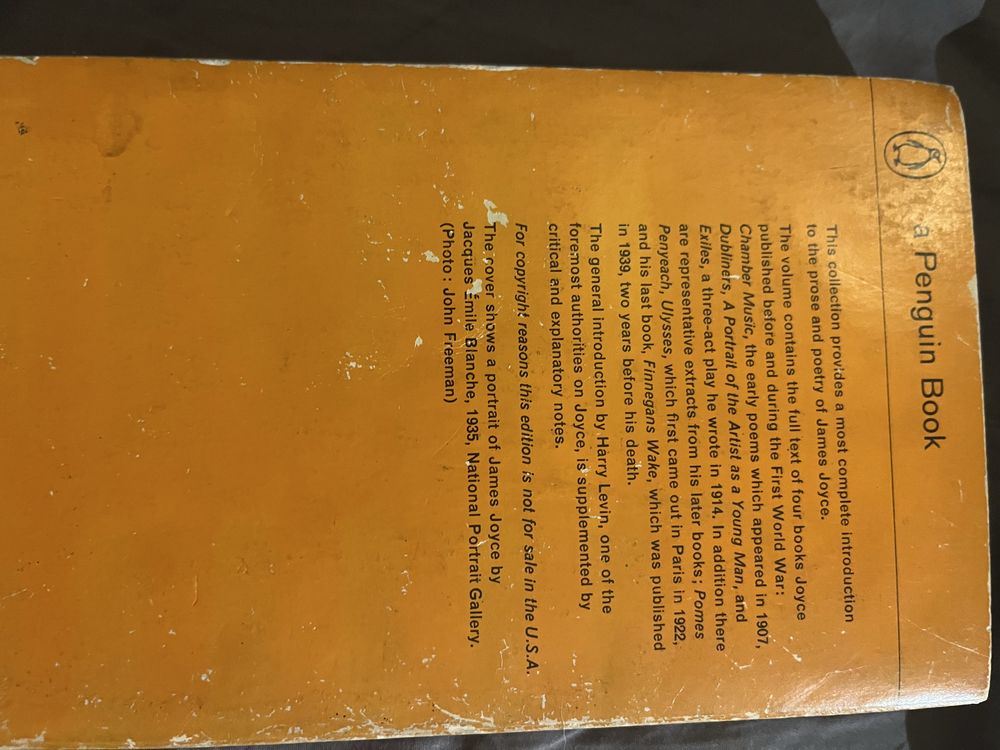 a Penguin Book
This collection provides a most complete introduction
to the prose and poetry of James Joyce.
The volume contains the full text of four books Joyce
published before and during the First World War:
Chamber Music, the early poems which appeared in 1907,
Dubliners, A Portrait of the Artist as a Young Man, and
Exiles, a three-act play he wrote in 1914. In addition there
are representative extracts from his later books; Pomes
Penyeach, Ulysses, which first came out in Paris in 1922,
and his last book, Finnegans Wake, which was published
in 1939, two years before his death.
The general introduction by Harry Levin, one of the
foremost authorities on Joyce, is supplemented by
critical and explanatory notes.
For copyright reasons this edition is not for sale in the U.S.A.
The cover shows a portrait of James Joyce by
Jacques Émile Blanche, 1935, National Portrait Gallery.
(Photo: John Freeman)